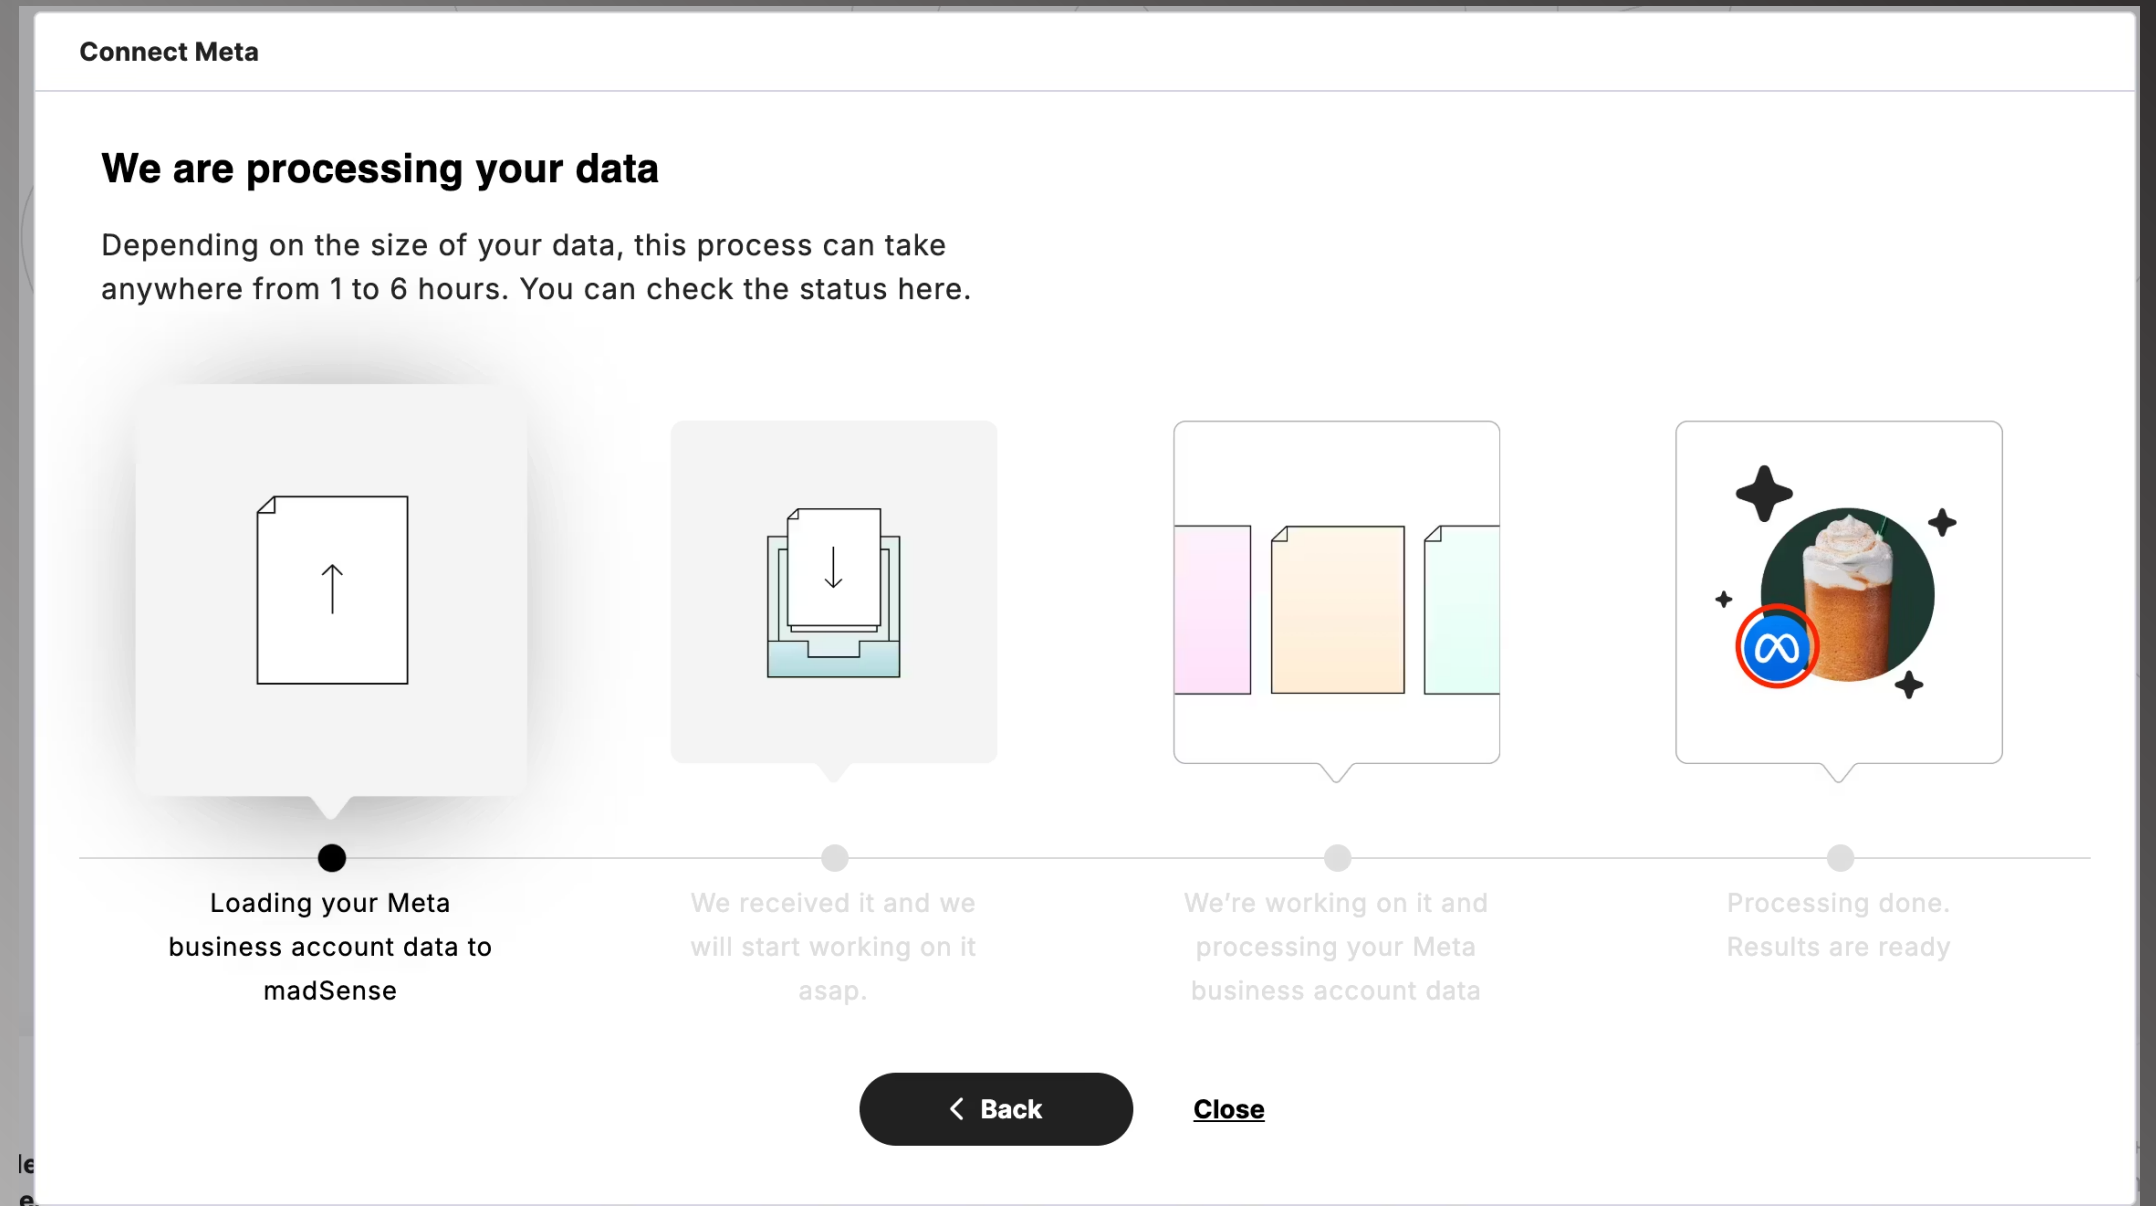 Connect Meta
We are processing your data
Depending on the size of your data, this process can take
anywhere from 1 to 6 hours. You can check the status here.
Loading your Meta
business account data to
madSense
We received it and we
will start working on it
asap.
We’re working on it and
processing your Meta
business account data
Processing done.
Results are ready
Back
Close